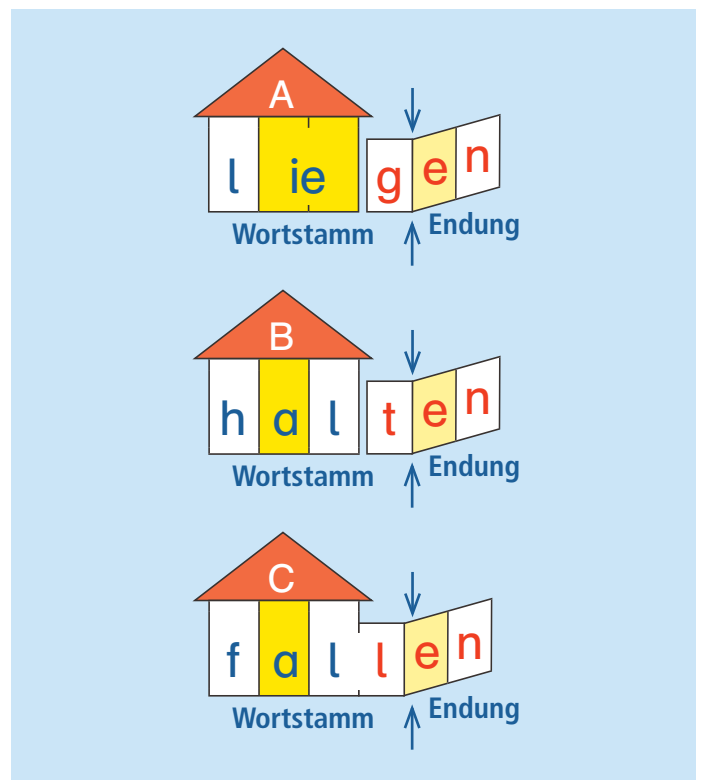 A
l ie g e n
Wortstamm Endung
B
h a l t e n
Wortstamm Endung
C
f a l l e n
Wortstamm Endung